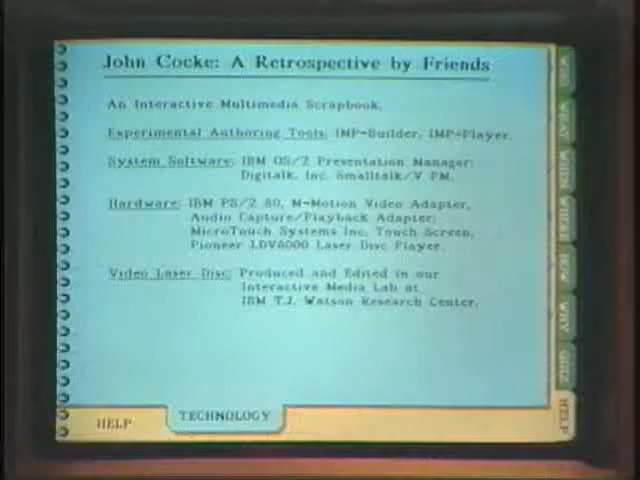 John Cocke: A Retrospective by Friends
An Interactive Multimedia Scrapbook.
Experimental Authoring Tools: IMP-Builder, IMP-Player.
System Software: IBM OS/2 Presentation Manager;
Digitalk, Inc. Smalltalk/V PM.
Hardware: IBM PS/2 80, M-Motion Video Adapter,
Audio Capture/Playback Adapter;
MicroTouch Systems Inc. Touch Screen,
Pioneer LDV6000 Laser Disc Player.
Video Laser Disc: Produced and Edited in our
Interactive Media Lab at
IBM T.J. Watson Research Center.
WHO
WHAT
WHEN
WHERE
HOW
WHY
QUIZ
HELP
HELP
TECHNOLOGY